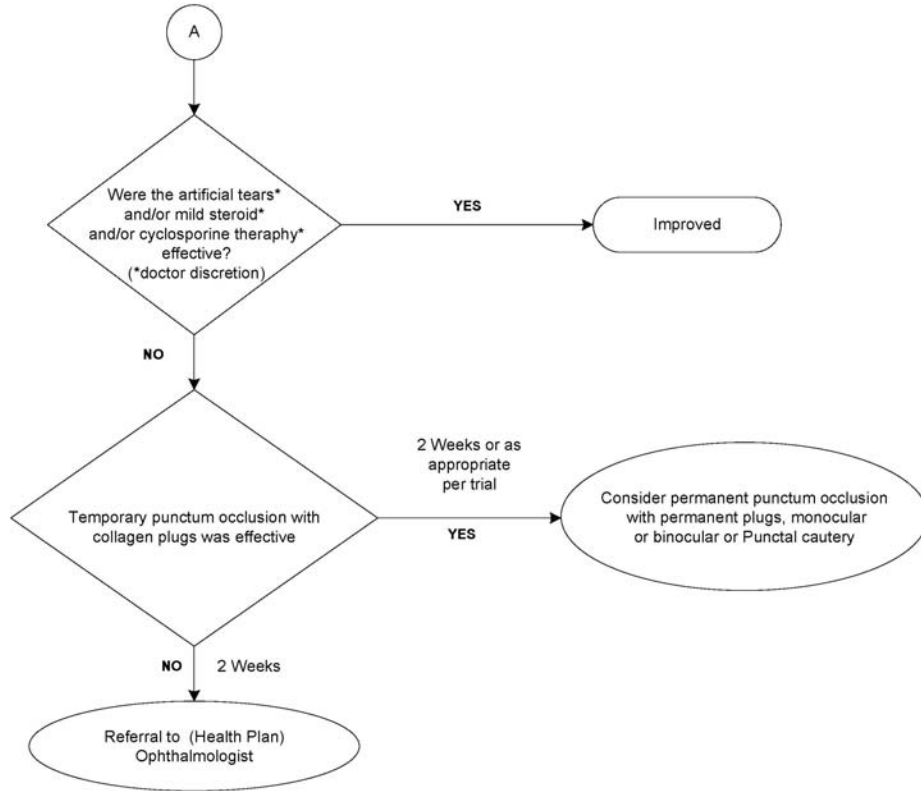 A
Were the artificial tears*
and/or mild steroid*
and/or cyclosporine theraphy*
effective?
(*doctor discretion)
YES
Improved
NO
2 Weeks or as
appropriate
per trial
Temporary punctum occlusion with
collagen plugs was effective
YES
Consider permanent punctum occlusion
with permanent plugs, monocular
or binocular or Punctal cautery
NO
2 Weeks
Referral to (Health Plan)
Ophthalmologist